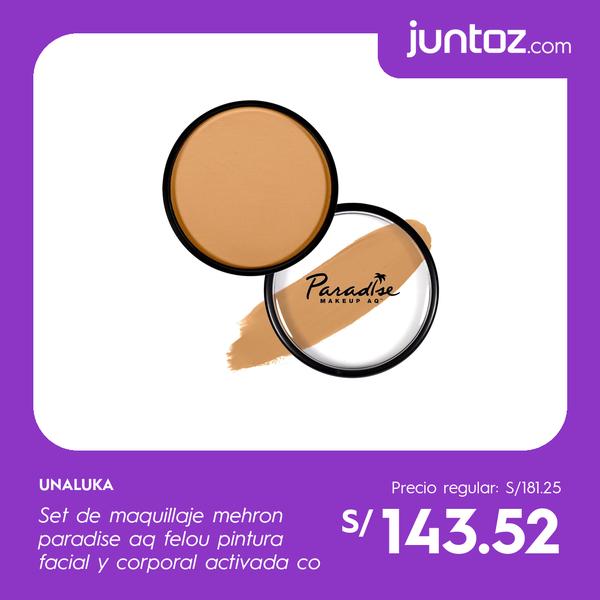 juntoz.com
Paradise
MAKEUP AQ
UNALUKA
Set de maquillaje mehron
paradise aq felou pintura
facial y corporal activada co
Precio regular: S/181.25
S/143.52